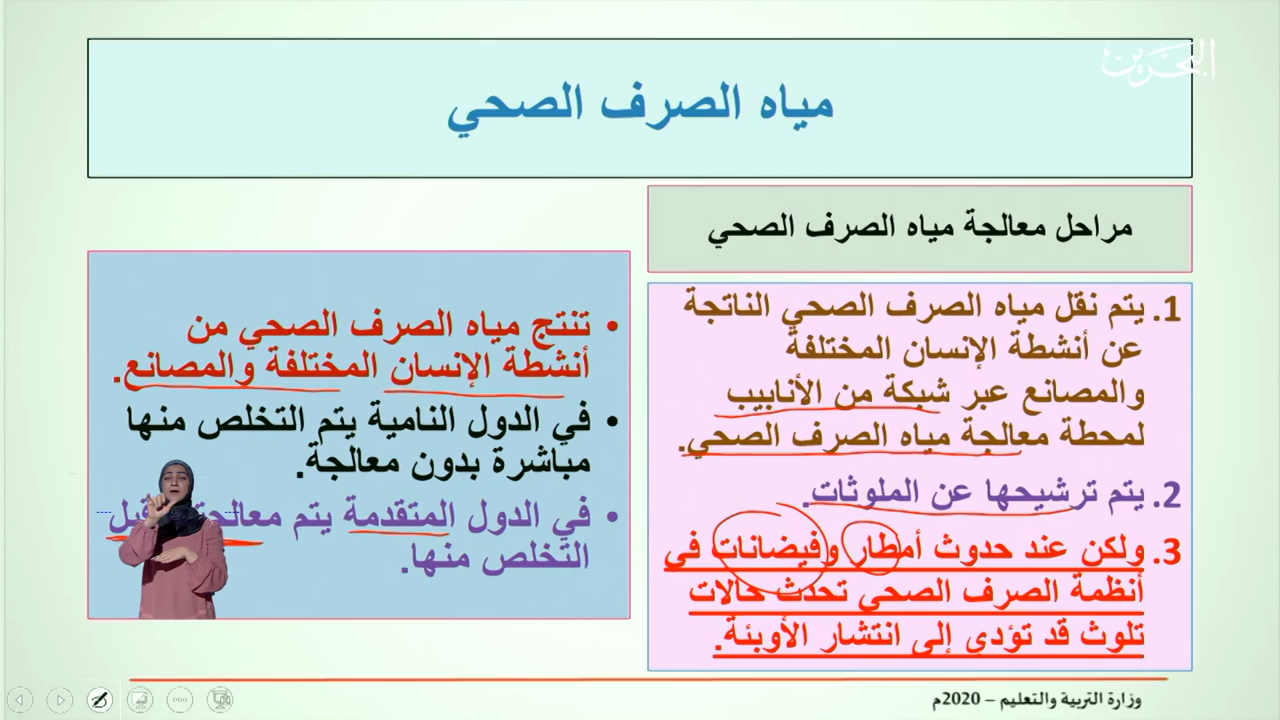 البحرين
مياه الصرف الصحي
مراحل معالجة مياه الصرف الصحي
1. يتم نقل مياه الصرف الصحي الناتجة
عن أنشطة الإنسان المختلفة
والمصانع عبر شبكة من الأنابيب
لمحطة معالجة مياه الصرف الصحي.
2. يتم ترشيحها عن الملوثات.
3. ولكن عند حدوث أمطار وفيضانات في
أنظمة الصرف الصحي تحدث حالات
تلوث قد تؤدي إلى انتشار الأوبئة.
• تنتج مياه الصرف الصحي من
أنشطة الإنسان المختلفة والمصانع.
• في الدول النامية يتم التخلص منها
مباشرة بدون معالجة.
• في الدول المتقدمة يتم معالجتها قبل
التخلص منها.
وزارة التربية والتعليم – 2020م